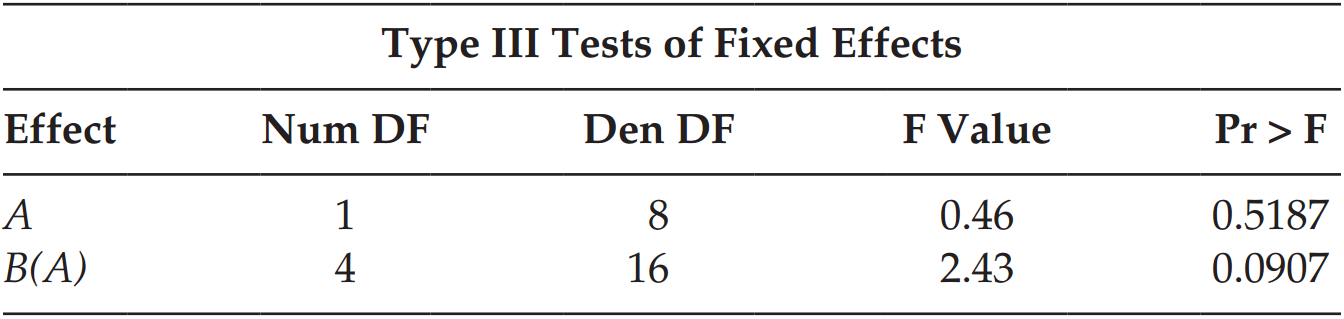 Type III Tests of Fixed Effects
Effect Num DF Den DF F Value Pr > F
A 1 8 0.46 0.5187
B(A) 4 16 2.43 0.0907